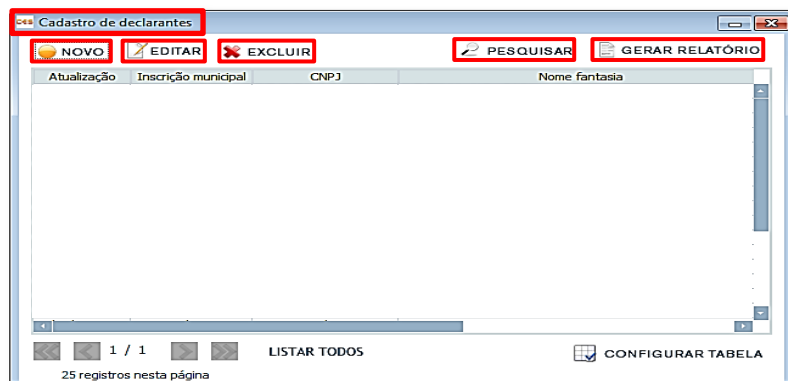 Cadastro de declarantes
NOVO EDITAR EXCLUIR PESQUISAR GERAR RELATÓRIO
Atualização Inscrição municipal CNPJ Nome fantasia
1 / 1 LISTAR TODOS CONFIGURAR TABELA
25 registros nesta página